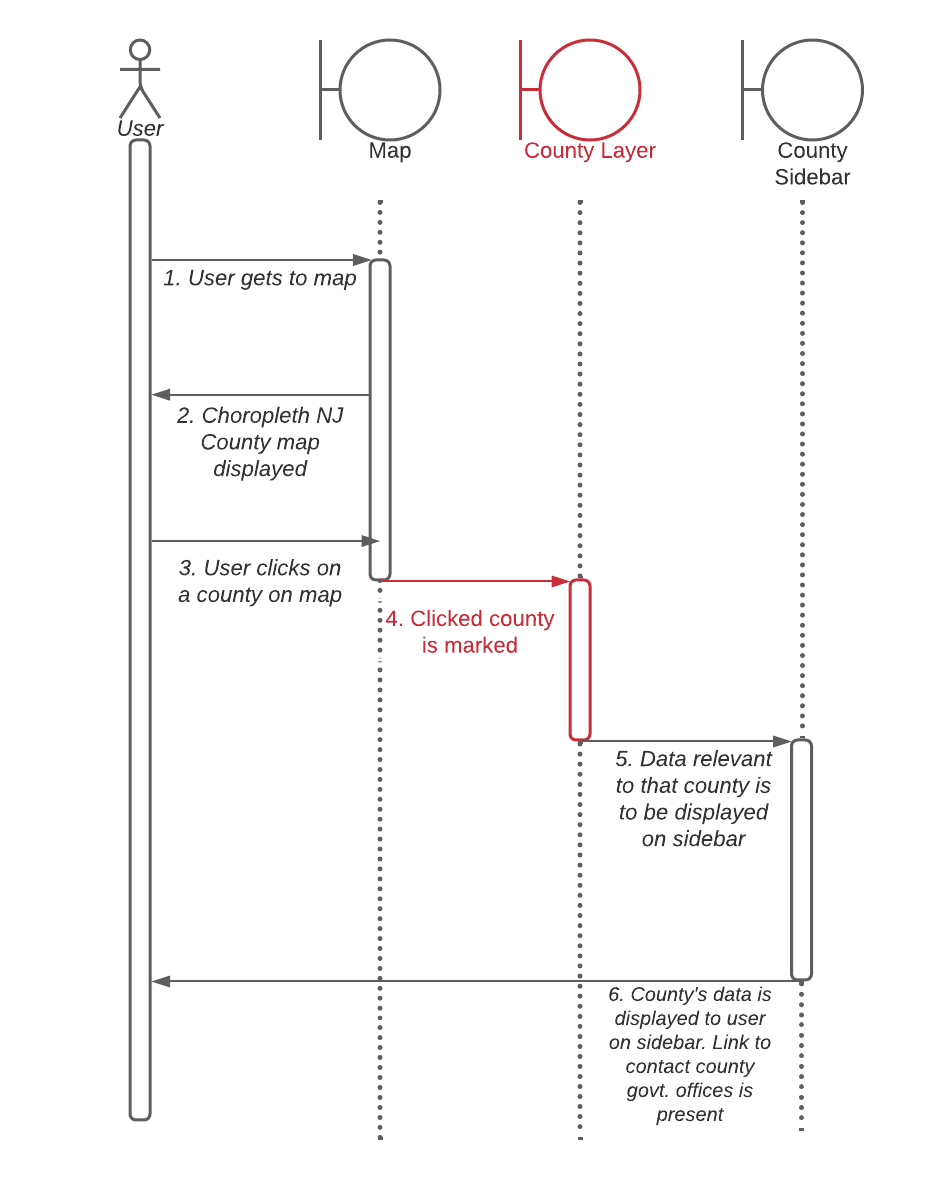 User
Map
County Layer
County
Sidebar
1. User gets to map
2. Choropleth NJ
County map
displayed
3. User clicks on
a county on map
4. Clicked county
is marked
5. Data relevant
to that county is
to be displayed
on sidebar
6. County's data is
displayed to user
on sidebar. Link to
contact county
govt. offices is
present